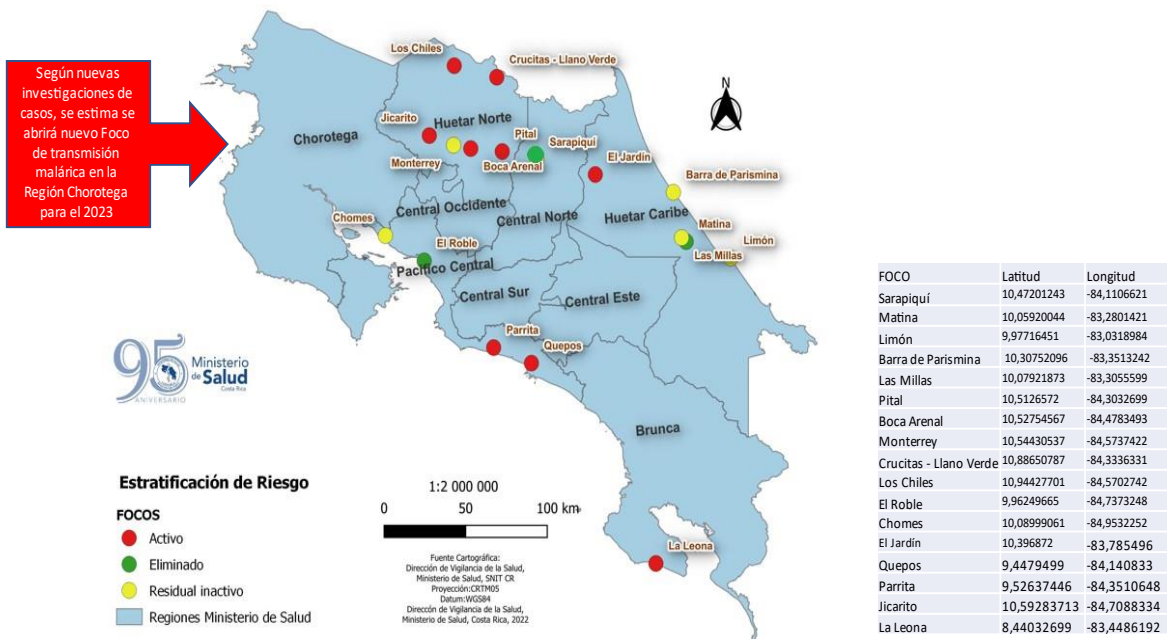 Según nuevas
investigaciones de
casos, se estima se
abrirá nuevo Foco
de transmisión
malárica en la
Región Chorotega
para el 2023
Los Chiles
Crucitas - Llano Verde
N
Jicarito
Huetar Norte
Chorotega
Pital
Sarapiquí
Monterrey
Boca Arenal
El Jardín
Barra de Parismina
Central Occidente
Central Norte
Huetar Caribe
Chomes
Matina
El Roble
Limón
Las Millas
Pacífico Central
Central Sur
Central Este
Parrita
Quepos
Brunca
La Leona
95
ANIVERSARIO
Ministerio
de Salud
Costa Rica
Estratificación de Riesgo
FOCOS
Activo
Eliminado
Residual inactivo
Regiones Ministerio de Salud
1:2 000 000
0 50 100 km
Fuente Cartográfica:
Dirección de Vigilancia de la Salud,
Ministerio de Salud, SNIT CR
Proyección:CRTM05
Datum:WGS84
Direccón de Vigilancia de la Salud,
Ministerio de Salud, Costa Rica, 2022
FOCO Latitud Longitud
Sarapiquí 10,47201243 -84,1106621
Matina 10,05920044 -83,2801421
Limón 9,97716451 -83,0318984
Barra de Parismina 10,30752096 -83,3513242
Las Millas 10,07921873 -83,3055599
Pital 10,5126572 -84,3032699
Boca Arenal 10,52754567 -84,4783493
Monterrey 10,54430537 -84,5737422
Crucitas - Llano Verde 10,88650787 -84,3336331
Los Chiles 10,94427701 -84,5702742
El Roble 9,96249665 -84,7373248
Chomes 10,08999061 -84,9532252
El Jardín 10,396872 -83,785496
Quepos 9,4479499 -84,140833
Parrita 9,52637446 -84,3510648
Jicarito 10,59283713 -84,7088334
La Leona 8,44032699 -83,4486192